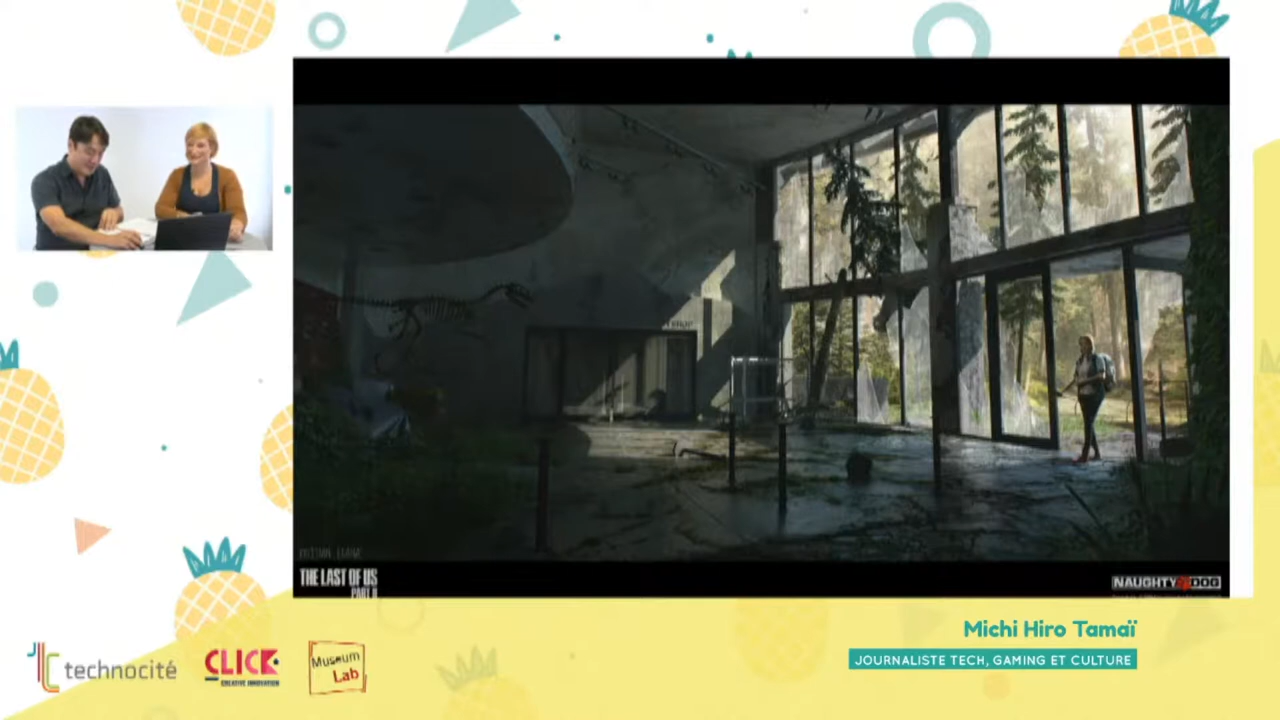 THE LAST OF US
PART II
NAUGHTY DOG
Michi Hiro Tamaï
JOURNALISTE TECH, GAMING ET CULTURE
technocité
CLICK
CREATIVE INNOVATION
Museum
Lab